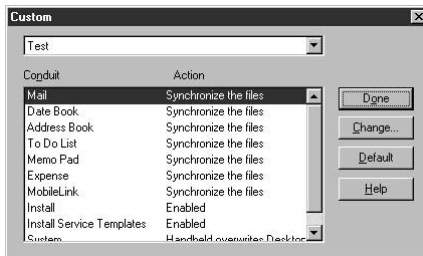 Custom
Test
Conduit Action
Mail Synchronize the files
Date Book Synchronize the files
Address Book Synchronize the files
To Do List Synchronize the files
Memo Pad Synchronize the files
Expense Synchronize the files
MobileLink Synchronize the files
Install Enabled
Install Service Templates Enabled
System Handheld overwrites Desktop
Done
Change...
Default
Help